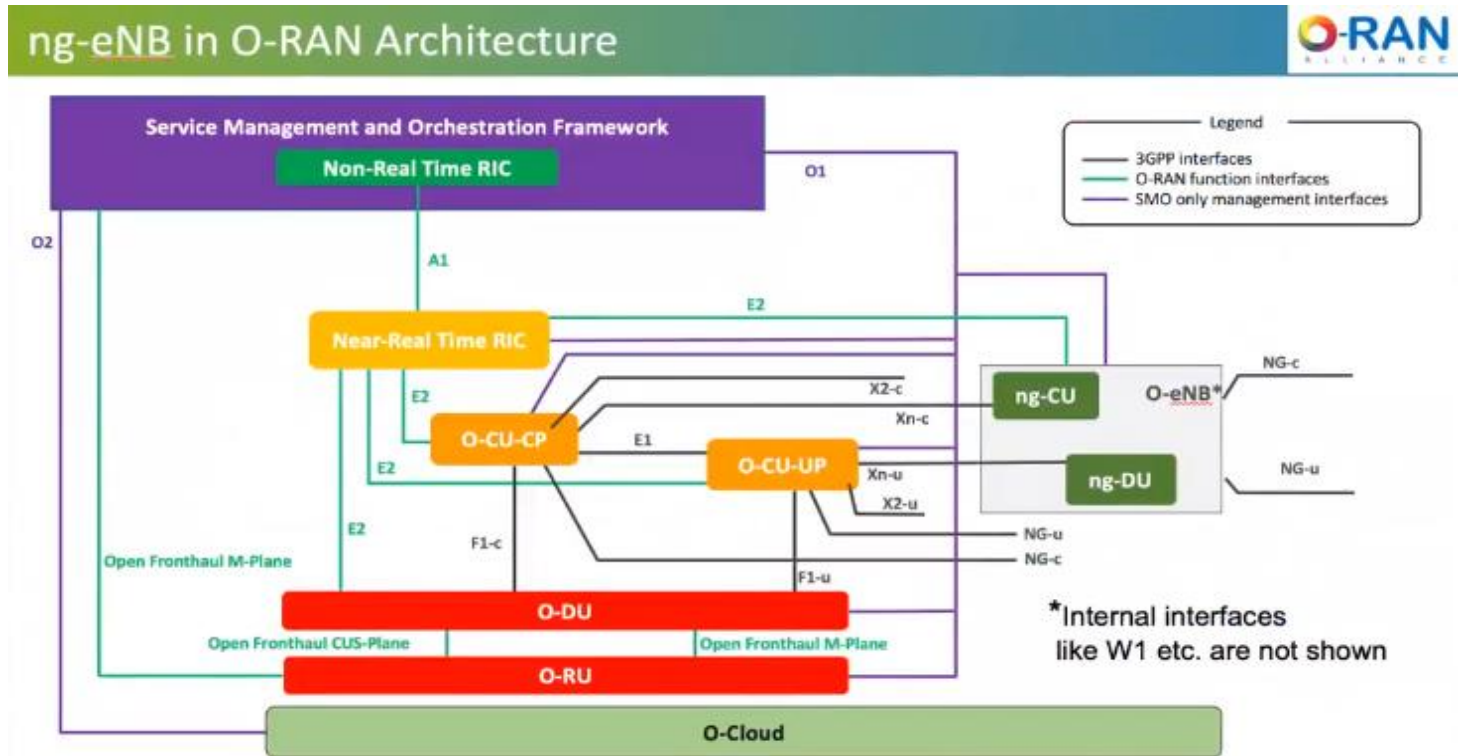 ng-eNB in O-RAN Architecture
O-RAN
ALLIANCE
Service Management and Orchestration Framework
Non-Real Time RIC
O1
Legend
3GPP interfaces
O-RAN function interfaces
SMO only management interfaces
O2
A1
E2
Near-Real Time RIC
NG-c
X2-c
ng-CU
O-eNB*
E2
Xn-c
O-CU-CP
E1
O-CU-UP
E2
Xn-u
ng-DU
NG-u
X2-u
E2
F1-c
NG-u
Open Fronthaul M-Plane
NG-c
F1-u
O-DU
*Internal interfaces
like W1 etc. are not shown
Open Fronthaul CUS-Plane
Open Fronthaul M-Plane
O-RU
O-Cloud